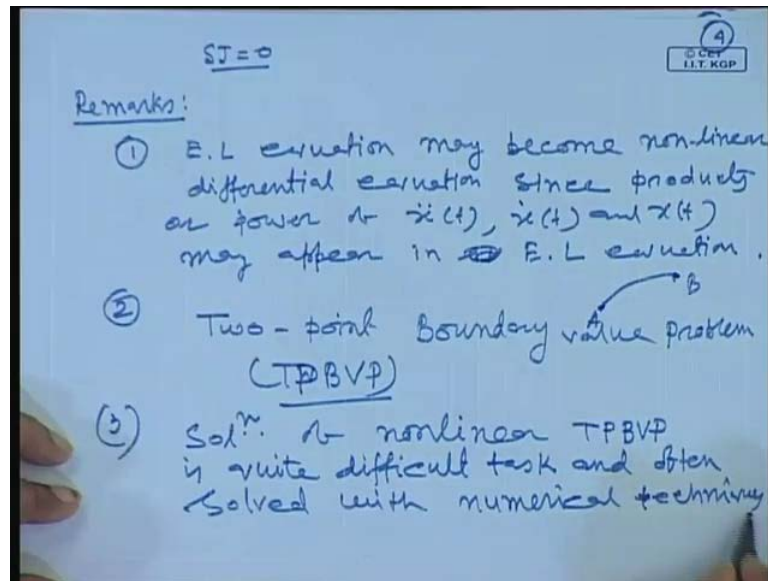 4
© CET
I.I.T. KGP
SJ = 0
Remarks:
① E.L equation may become non-linear
differential equation since products
or power of ẍ(t), ẋ(t) and x(t)
may appear in E.L equation.
B
② Two-point Boundary value problem
A
(TPBVP)
③ Solⁿ. of nonlinear TPBVP
is quite difficult task and often
solved with numerical techniques